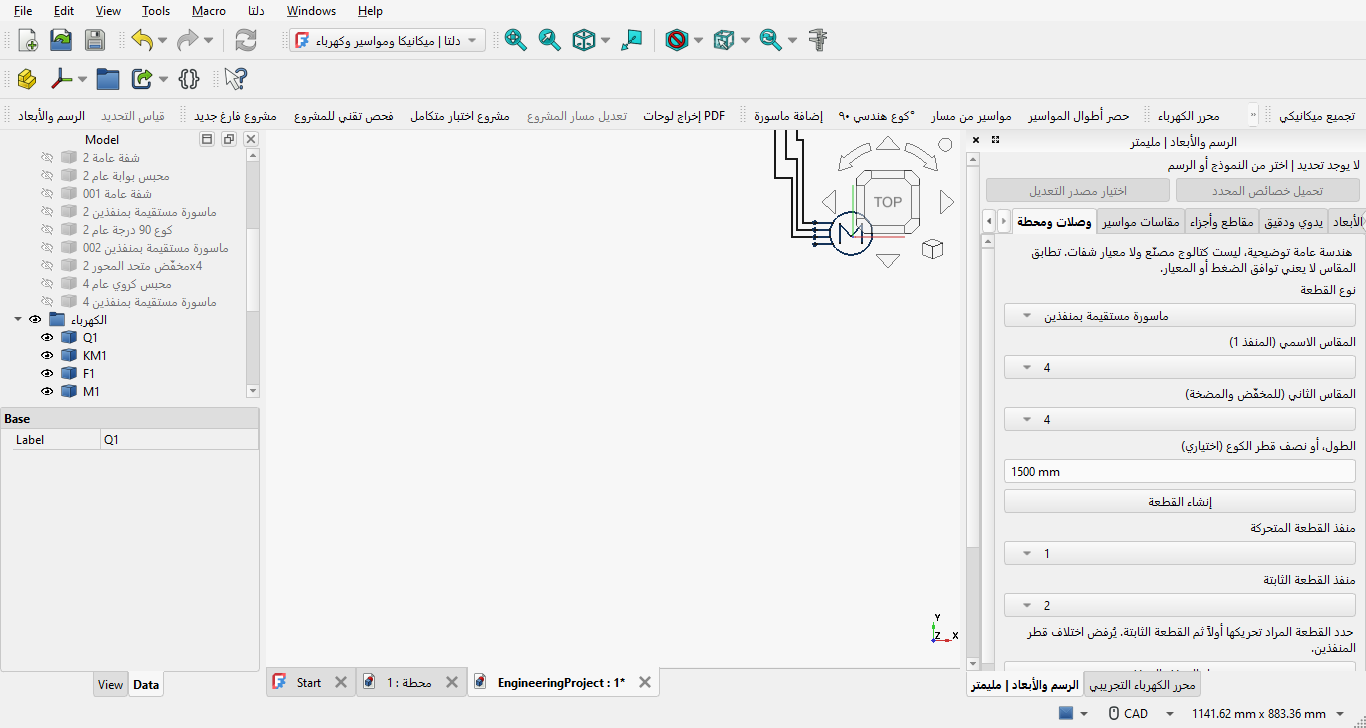 File Edit View Tools Macro دلتا Windows Help
دلتا | ميكانيكا ومواسير وكهرباء
الرسم والأبعاد
قياس التحديد
مشروع فارغ جديد
فحص تقني للمشروع
مشروع اختبار متكامل
تعديل مسار المشروع
إخراج لوحات PDF
إضافة ماسورة
كوع هندسي ٩٠°
مواسير من مسار
حصر أطوال المواسير
محرر الكهرباء
تجميع ميكانيكي
Model
شفة عامة 2
محبس بوابة عام 2
شفة عامة 001
ماسورة مستقيمة بمنفذين 2
كوع 90 درجة عام 2
ماسورة مستقيمة بمنفذين 002
مخفّض متحد المحور 2x4
محبس كروي عام 4
ماسورة مستقيمة بمنفذين 4
الكهرباء
Q1
KM1
F1
M1
Base
Label Q1
View Data
TOP
M
Y
Z X
Start
محطة : 1
EngineeringProject : 1*
الرسم والأبعاد | مليمتر
لا يوجد تحديد | اختر من النموذج أو الرسم
تحميل خصائص المحدد
اختيار مصدر التعديل
الأبعاد
يدوي ودقيق
مقاطع وأجزاء
مقاسات مواسير
وصلات ومحطة
هندسة عامة توضيحية، ليست كتالوج مصنّع ولا معيار شفات. تطابق
المقاس لا يعني توافق الضغط أو المعيار.
نوع القطعة
ماسورة مستقيمة بمنفذين
المقاس الاسمي (المنفذ 1)
4
المقاس الثاني (للمخفّض والمضخة)
4
الطول، أو نصف قطر الكوع (اختياري)
1500 mm
إنشاء القطعة
منفذ القطعة المتحركة
1
منفذ القطعة الثابتة
2
حدد القطعة المراد تحريكها أولاً ثم القطعة الثابتة. يُرفض اختلاف قطر
المنفذين.
الرسم والأبعاد | مليمتر
محرر الكهرباء التجريبي
CAD
1141.62 mm x 883.36 mm